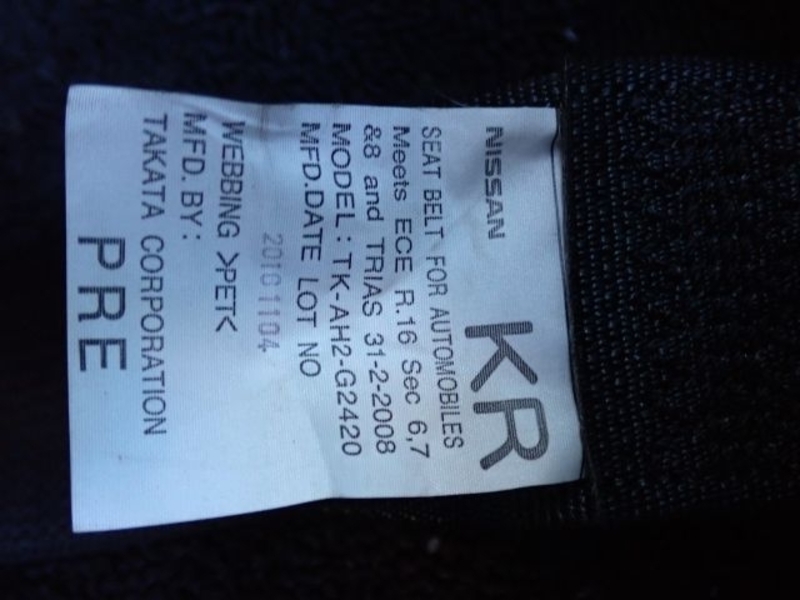 NISSAN
KR
SEAT BELT FOR AUTOMOBILES
Meets ECE R.16 Sec 6,7
&8 and TRIAS 31-2-2008
MODEL : TK-AH2-G2420
MFD.DATE LOT NO
20161104
WEBBING >PET<
MFD.BY:
TAKATA CORPORATION
PRE